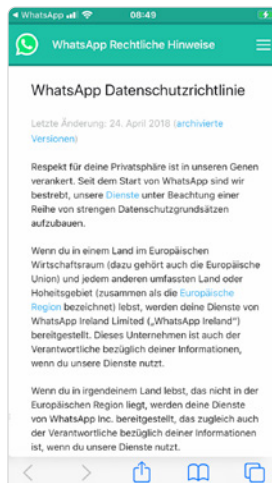 WhatsApp
08:49
WhatsApp Rechtliche Hinweise
WhatsApp Datenschutzrichtlinie
Letzte Änderung: 24. April 2018 (archivierte
Versionen)
Respekt für deine Privatsphäre ist in unseren Genen
verankert. Seit dem Start von WhatsApp sind wir
bestrebt, unsere Dienste unter Beachtung einer
Reihe von strengen Datenschutzgrundsätzen
aufzubauen.
Wenn du in einem Land im Europäischen
Wirtschaftsraum (dazu gehört auch die Europäische
Union) und jedem anderen umfassten Land oder
Hoheitsgebiet (zusammen als die Europäische
Region bezeichnet) lebst, werden deine Dienste von
WhatsApp Ireland Limited („WhatsApp Ireland“)
bereitgestellt. Dieses Unternehmen ist auch der
Verantwortliche bezüglich deiner Informationen,
wenn du unsere Dienste nutzt.
Wenn du in irgendeinem Land lebst, das nicht in der
Europäischen Region liegt, werden deine Dienste
von WhatsApp Inc. bereitgestellt, das zugleich auch
der Verantwortliche bezüglich deiner Informationen
ist, wenn du unsere Dienste nutzt.